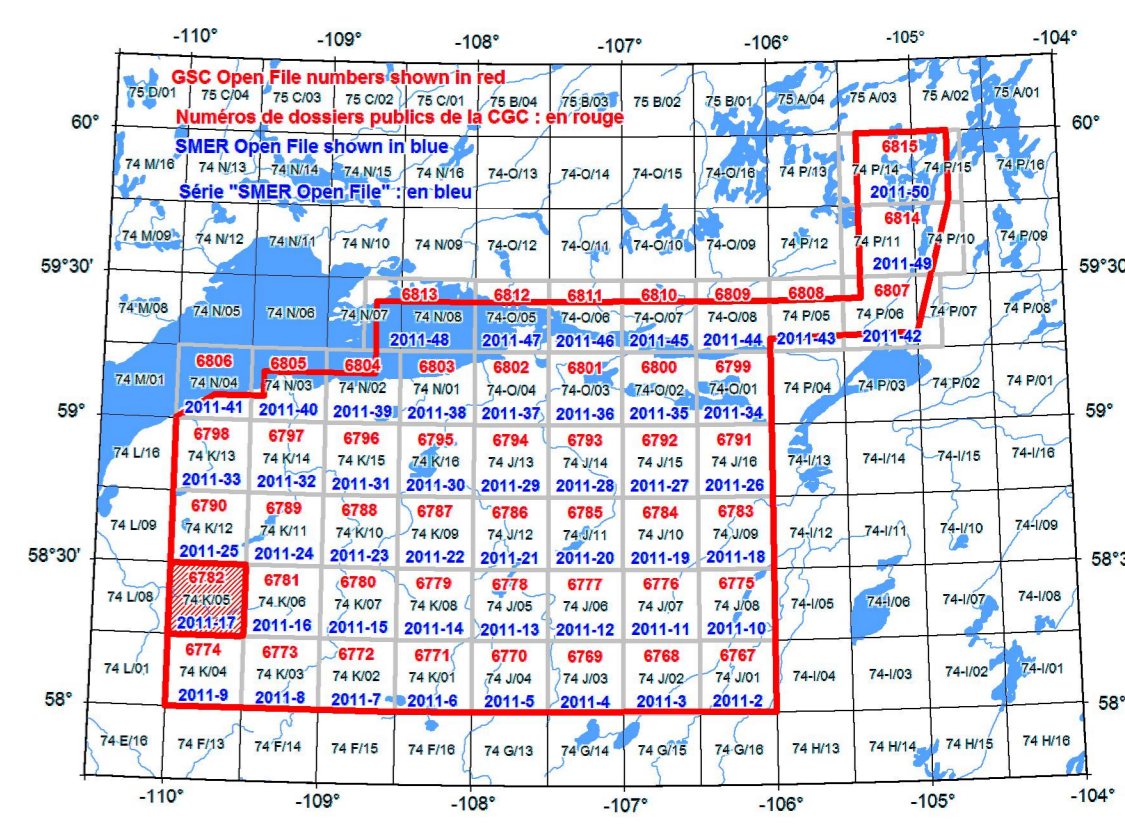 -110° -109° -108° -107° -106° -105° -104°
GSC Open File numbers shown in red
75 D/01 75 C/04 75 C/03 75 C/02 75 C/01 75 B/04 75 B/03 75 B/02 75 B/01 75 A/04 75 A/03 75 A/02 75 A/01
Numéros de dossiers publics de la CGC : en rouge
60° 60°
SMER Open File shown in blue
6815
74 M/16 74 N/13 74 N/14 74 N/15 74 N/16 74-O/13 74-O/14 74-O/15 74-O/16 74 P/13 74 P/14 74 P/15 74 P/16
Série "SMER Open File" : en bleu
2011-50
6814
74 M/09 74 N/12 74 N/11 74 N/10 74 N/09 74-O/12 74-O/11 74-O/10 74-O/09 74 P/12 74 P/11 74 P/10 74 P/09
2011-49
59°30' 59°30
6813 6812 6811 6810 6809 6808 6807
74 M/08 74 N/05 74 N/06 74 N/07 74 N/08 74-O/05 74-O/06 74-O/07 74-O/08 74 P/05 74 P/06 74 P/07 74 P/08
2011-48 2011-47 2011-46 2011-45 2011-44 2011-43 2011-42
6806 6805 6804 6803 6802 6801 6800 6799
74 M/01 74 N/04 74 N/03 74 N/02 74 N/01 74-O/04 74-O/03 74-O/02 74-O/01 74 P/04 74 P/03 74 P/02 74 P/01
2011-41 2011-40 2011-39 2011-38 2011-37 2011-36 2011-35 2011-34
59° 59°
6798 6797 6796 6795 6794 6793 6792 6791
74 L/16 74 K/13 74 K/14 74 K/15 74 K/16 74 J/13 74 J/14 74 J/15 74 J/16 74-I/13 74-I/14 74-I/15 74-I/16
2011-33 2011-32 2011-31 2011-30 2011-29 2011-28 2011-27 2011-26
6790 6789 6788 6787 6786 6785 6784 6783
74 L/09 74 K/12 74 K/11 74 K/10 74 K/09 74 J/12 74 J/11 74 J/10 74 J/09 74-I/12 74-I/11 74-I/10 74-I/09
2011-25 2011-24 2011-23 2011-22 2011-21 2011-20 2011-19 2011-18
58°30' 58°3
6782 6781 6780 6779 6778 6777 6776 6775
74 L/08 74 K/05 74 K/06 74 K/07 74 K/08 74 J/05 74 J/06 74 J/07 74 J/08 74-I/05 74-I/06 74-I/07 74-I/08
2011-17 2011-16 2011-15 2011-14 2011-13 2011-12 2011-11 2011-10
6774 6773 6772 6771 6770 6769 6768 6767
74 L/01 74 K/04 74 K/03 74 K/02 74 K/01 74 J/04 74 J/03 74 J/02 74 J/01 74-I/04 74-I/03 74-I/02 74-I/01
2011-9 2011-8 2011-7 2011-6 2011-5 2011-4 2011-3 2011-2
58° 58°
74 E/16 74 F/13 74 F/14 74 F/15 74 F/16 74 G/13 74 G/14 74 G/15 74 G/16 74 H/13 74 H/14 74 H/15 74 H/16
-110° -109° -108° -107° -106° -105° -104°